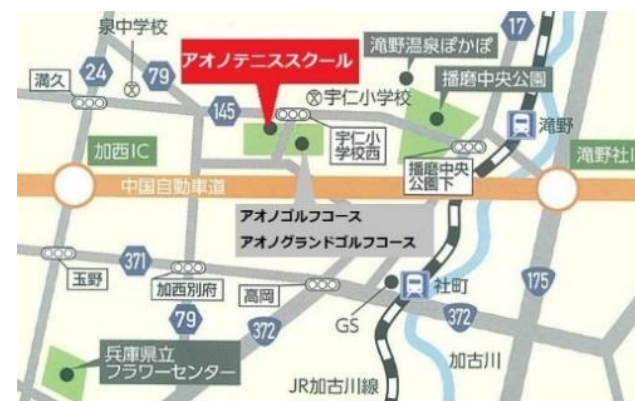 泉中学校
17
滝野温泉ぽかぽ
アオノテニススクール
24
79
満久
播磨中央公園
宇仁小学校
145
滝野
宇仁小
学校西
加西IC
播磨中央
公園下
滝野社I
中国自動車道
アオノゴルフコース
アオノグランドゴルフコース
371
玉野
加西別府
高岡
社町
175
79
372
GS
372
兵庫県立
フラワーセンター
加古川
JR加古川線